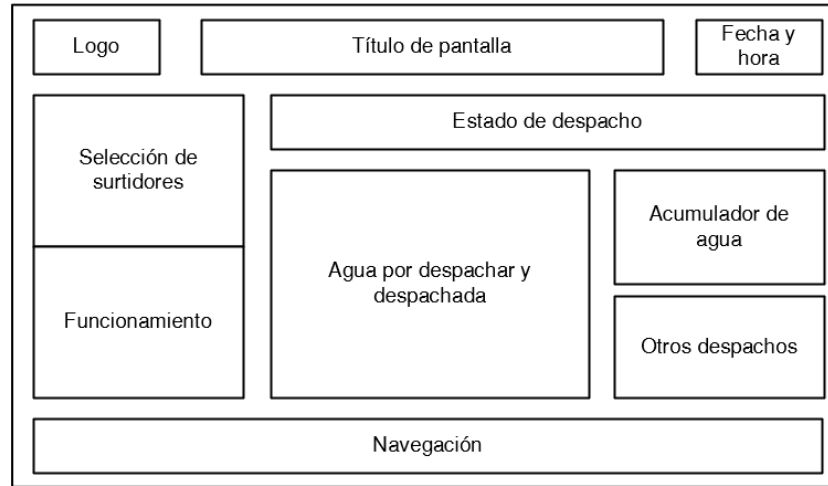 Logo
Título de pantalla
Fecha y
hora
Selección de
surtidores
Estado de despacho
Agua por despachar y
despachada
Acumulador de
agua
Funcionamiento
Otros despachos
Navegación